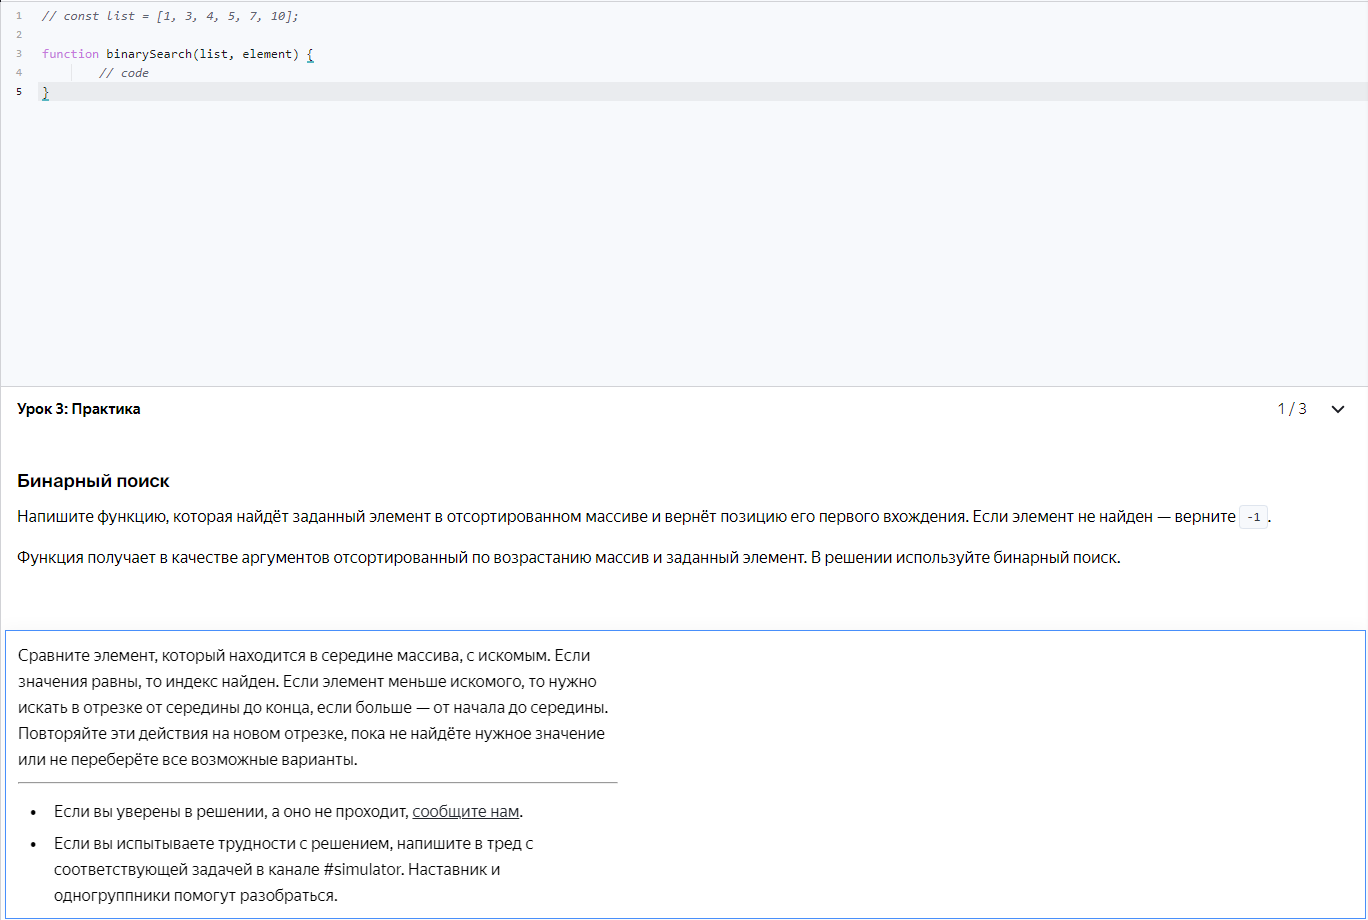 1 // const list = [1, 3, 4, 5, 7, 10];
2
3 function binarySearch(list, element) {
4 // code
5 }
Урок 3: Практика
1 / 3
Бинарный поиск
Напишите функцию, которая найдёт заданный элемент в отсортированном массиве и вернёт позицию его первого вхождения. Если элемент не найден — верните -1.
Функция получает в качестве аргументов отсортированный по возрастанию массив и заданный элемент. В решении используйте бинарный поиск.
Сравните элемент, который находится в середине массива, с искомым. Если
значения равны, то индекс найден. Если элемент меньше искомого, то нужно
искать в отрезке от середины до конца, если больше — от начала до середины.
Повторяйте эти действия на новом отрезке, пока не найдёте нужное значение
или не переберёте все возможные варианты.
• Если вы уверены в решении, а оно не проходит, сообщите нам.
• Если вы испытываете трудности с решением, напишите в тред с
соответствующей задачей в канале #simulator. Наставник и
одногруппники помогут разобраться.